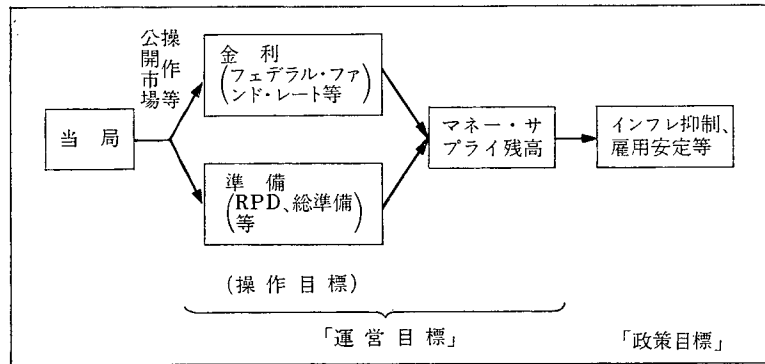 公開市場
操作等
当局
金利
(フェデラル・ファ
ンド・レート等)
準備
(RPD、総準備
等)
マネー・サ
プライ残高
インフレ抑制、
雇用安定等
(操作目標)
「運営目標」
「政策目標」